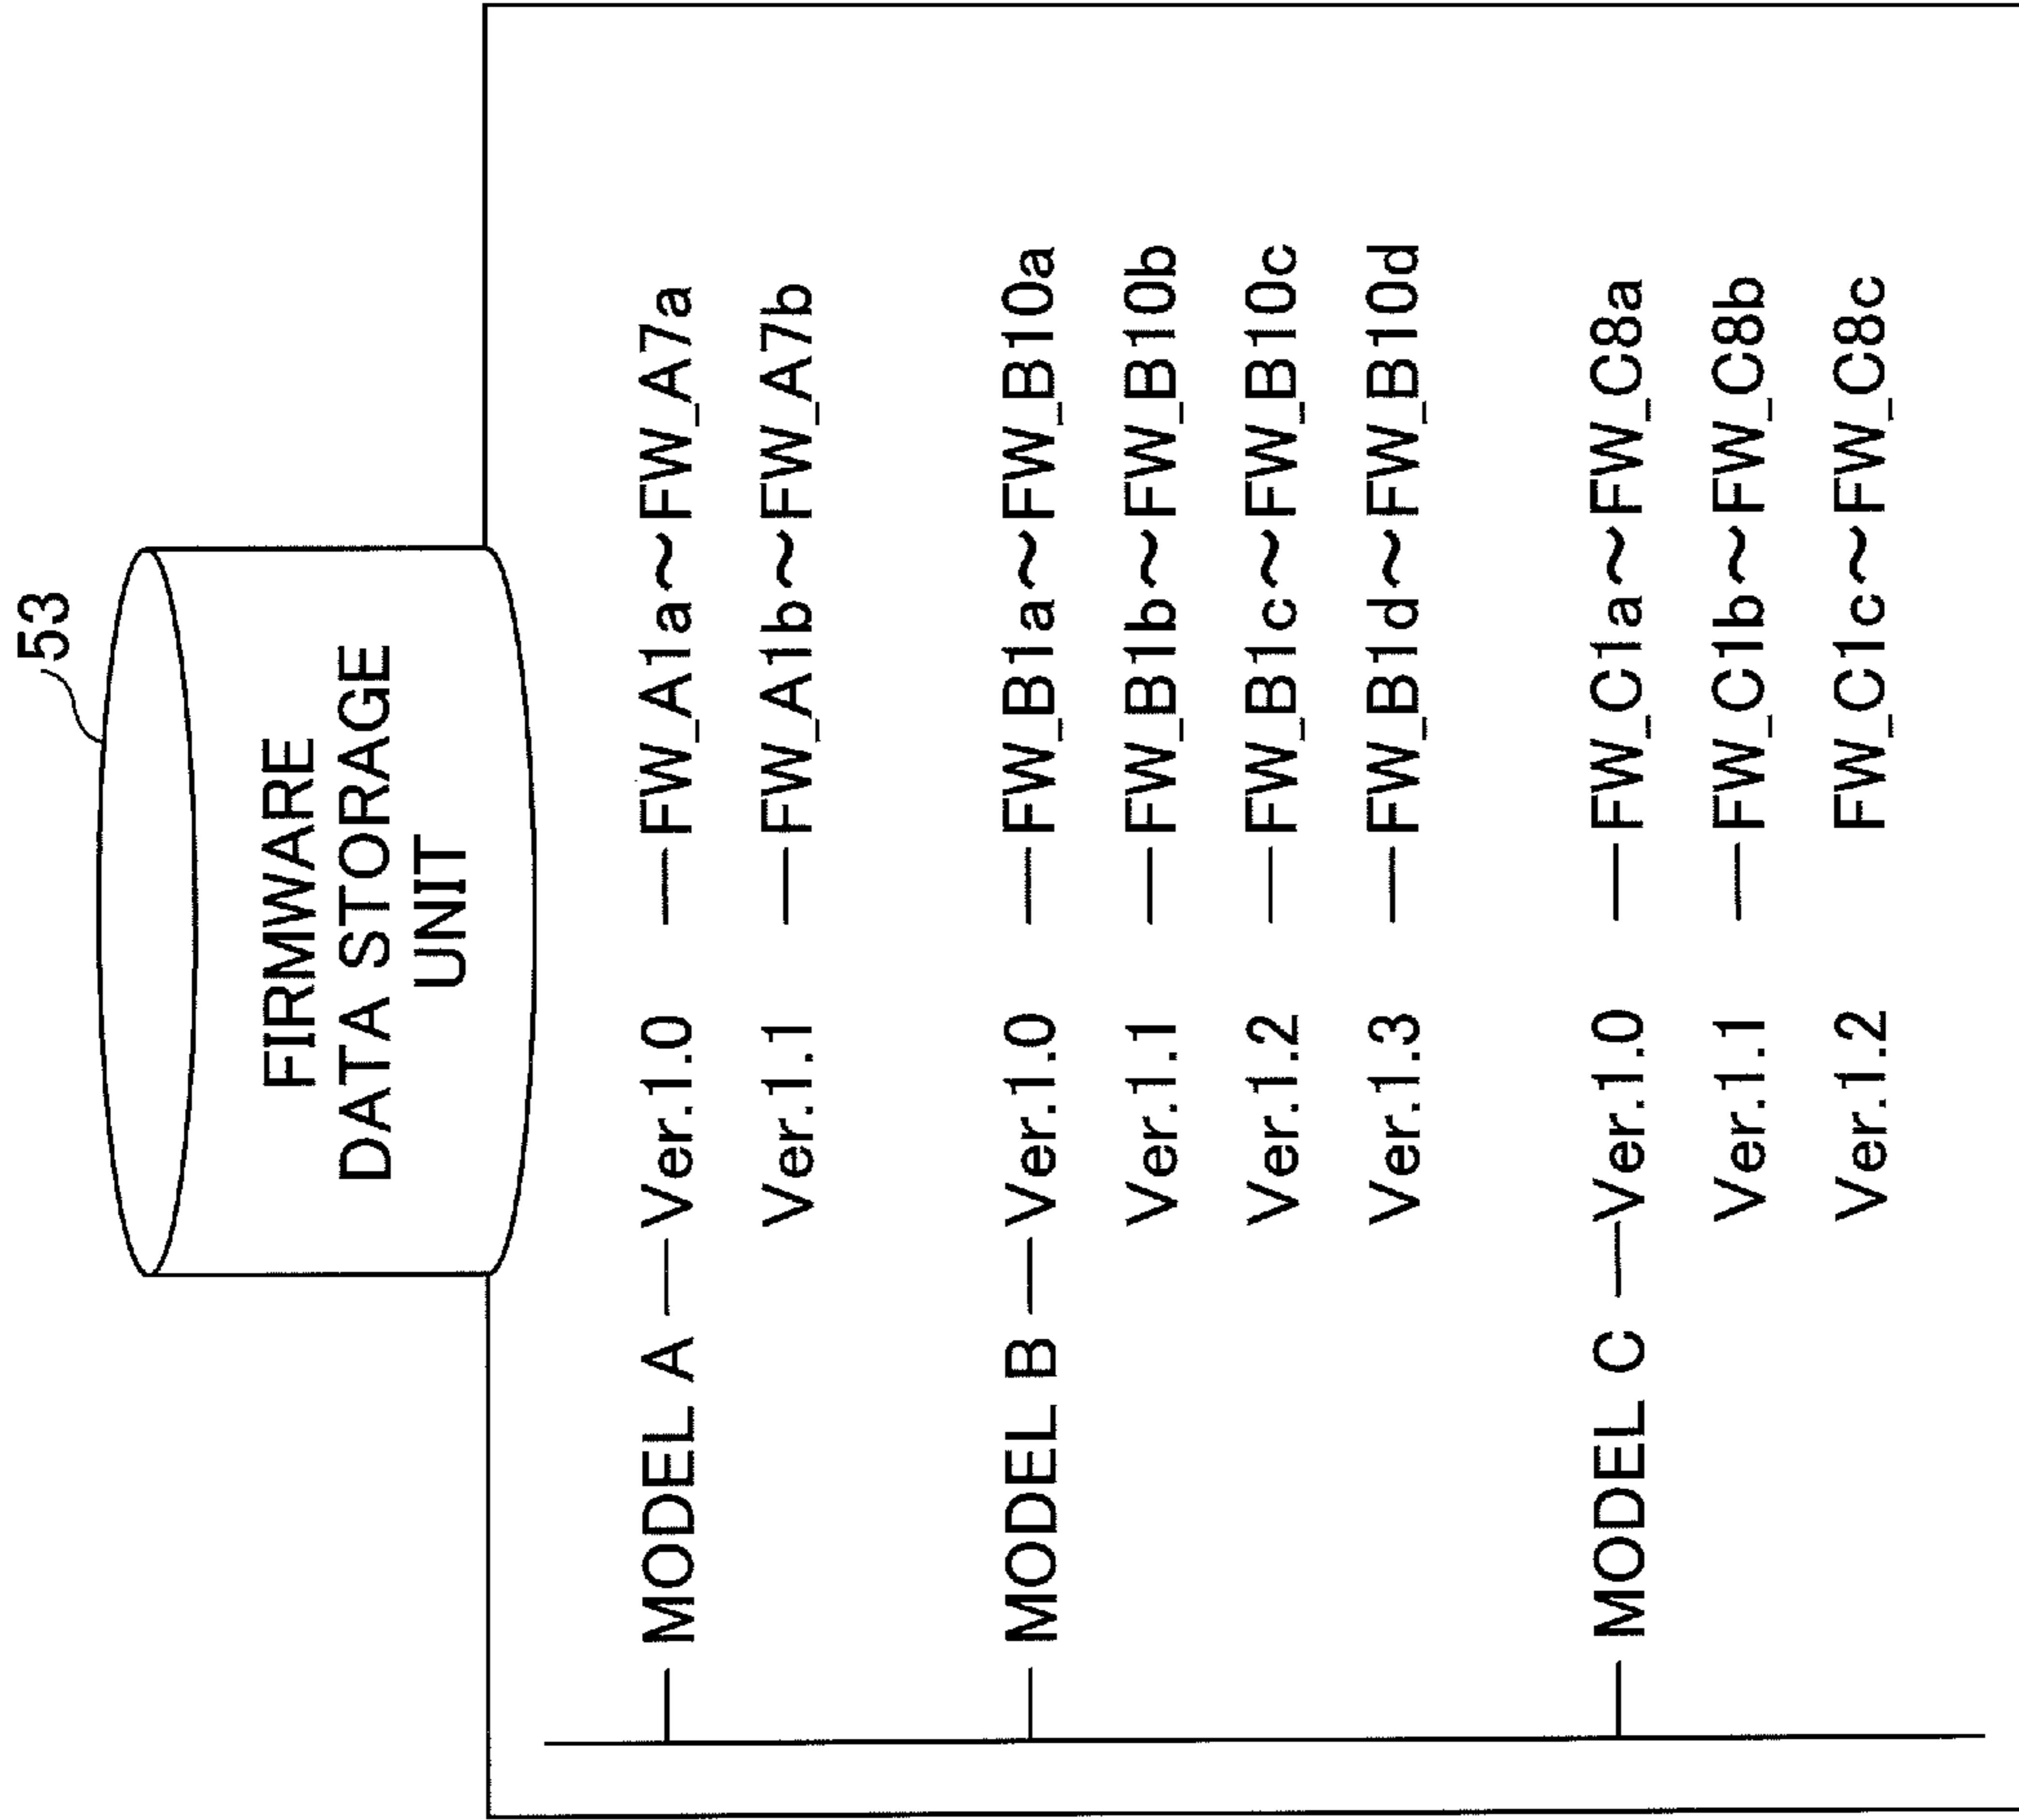 53
FIRMWARE
DATA STORAGE
UNIT
MODEL A — Ver.1.0 — FW_A1a~FW_A7a
Ver.1.1 — FW_A1b~FW_A7b
MODEL B — Ver.1.0 — FW_B1a~FW_B10a
Ver.1.1 — FW_B1b~FW_B10b
Ver.1.2 — FW_B1c~FW_B10c
Ver.1.3 — FW_B1d~FW_B10d
MODEL C — Ver.1.0 — FW_C1a~FW_C8a
Ver.1.1 — FW_C1b~FW_C8b
Ver.1.2 FW_C1c~FW_C8c